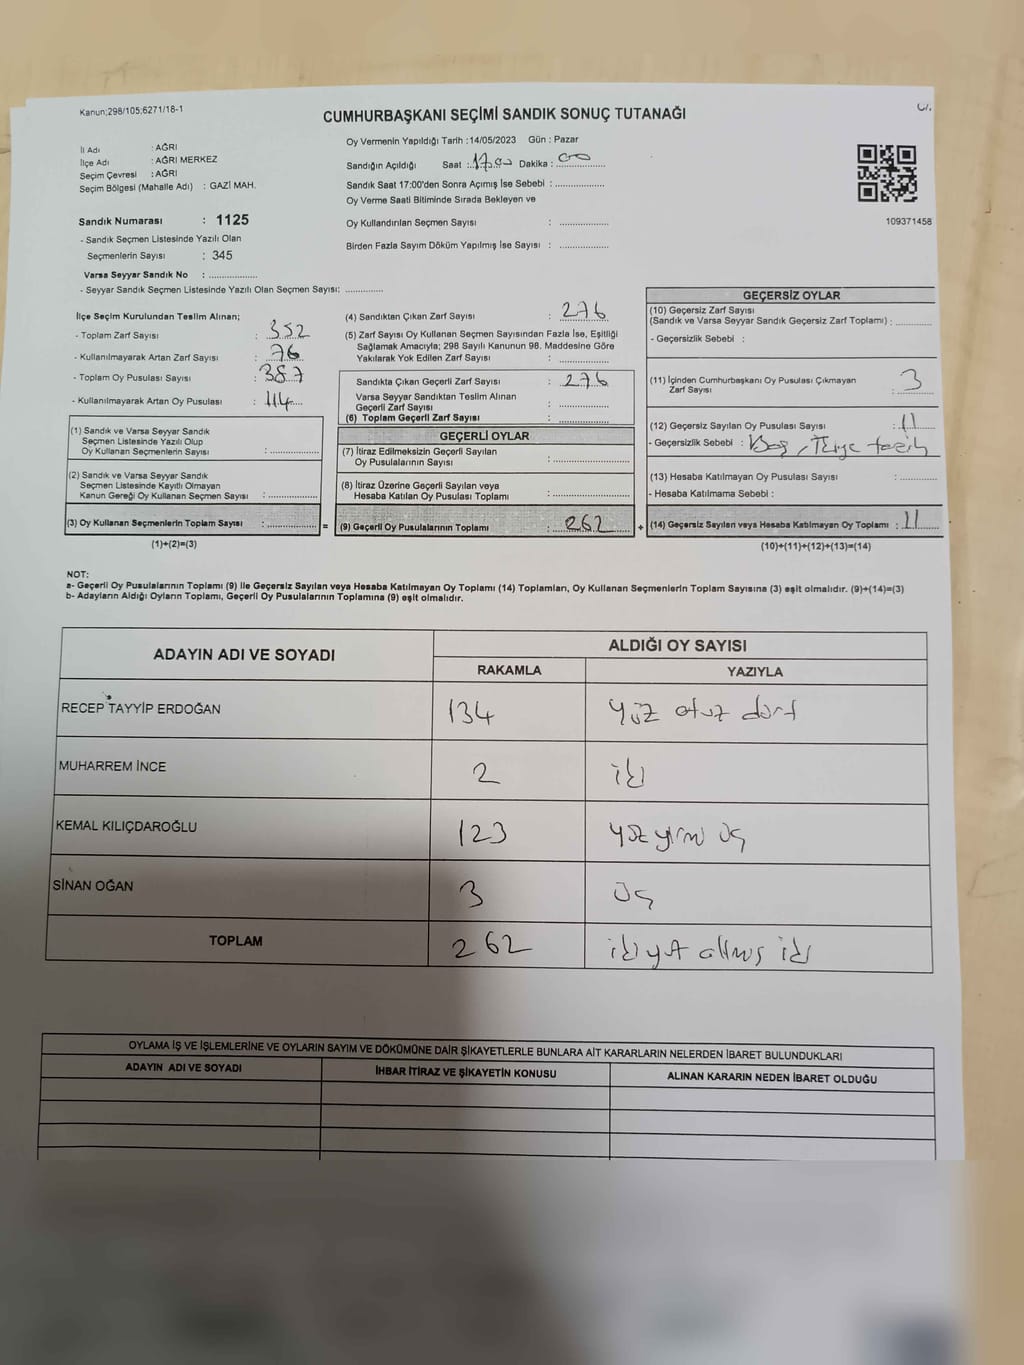 Kanun;298/105;6271/18-1
CUMHURBAŞKANI SEÇİMİ SANDIK SONUÇ TUTANAĞI
İl Adı : AĞRI
İlçe Adı : AĞRI MERKEZ
Seçim Çevresi : AĞRI
Seçim Bölgesi (Mahalle Adı) : GAZİ MAH.
Sandık Numarası : 1125
- Sandık Seçmen Listesinde Yazılı Olan
Seçmenlerin Sayısı : 345
Varsa Seyyar Sandık No : ..................
- Seyyar Sandık Seçmen Listesinde Yazılı Olan Seçmen Sayısı: ..............
Oy Vermenin Yapıldığı Tarih :14/05/2023 Gün : Pazar
Sandığın Açıldığı Saat : 17.00 Dakika : 00
Sandık Saat 17:00'den Sonra Açımış İse Sebebi : ..................
Oy Verme Saati Bitiminde Sırada Bekleyen ve
Oy Kullandırılan Seçmen Sayısı : ..................
Birden Fazla Sayım Döküm Yapılmış İse Sayısı : ..................
109371458
İlçe Seçim Kurulundan Teslim Alınan;
- Toplam Zarf Sayısı : 352
- Kullanılmayarak Artan Zarf Sayısı : 76
- Toplam Oy Pusulası Sayısı : 387
- Kullanılmayarak Artan Oy Pusulası : 114
(1) Sandık ve Varsa Seyyar Sandık
Seçmen Listesinde Yazılı Olup
Oy Kullanan Seçmenlerin Sayısı : ..................
(2) Sandık ve Varsa Seyyar Sandık
Seçmen Listesinde Kayıtlı Olmayan
Kanun Gereği Oy Kullanan Seçmen Sayısı : ..................
(3) Oy Kullanan Seçmenlerin Toplam Sayısı : .................. =
(1)+(2)=(3)
(4) Sandıktan Çıkan Zarf Sayısı : 276
(5) Zarf Sayısı Oy Kullanan Seçmen Sayısından Fazla İse, Eşitliği
Sağlamak Amacıyla; 298 Sayılı Kanunun 98. Maddesine Göre
Yakılarak Yok Edilen Zarf Sayısı : ..................
Sandıkta Çıkan Geçerli Zarf Sayısı : 276
Varsa Seyyar Sandıktan Teslim Alınan
Geçerli Zarf Sayısı : ..................
(6) Toplam Geçerli Zarf Sayısı : ..................
GEÇERLİ OYLAR
(7) İtiraz Edilmeksizin Geçerli Sayılan
Oy Pusulalarının Sayısı : ..................
(8) İtiraz Üzerine Geçerli Sayılan veya
Hesaba Katılan Oy Pusulası Toplamı : ..................
(9) Geçerli Oy Pusulalarının Toplamı : 262 +
GEÇERSİZ OYLAR
(10) Geçersiz Zarf Sayısı
(Sandık ve Varsa Seyyar Sandık Geçersiz Zarf Toplamı) : ............
- Geçersizlik Sebebi :
(11) İçinden Cumhurbaşkanı Oy Pusulası Çıkmayan
Zarf Sayısı : 3
(12) Geçersiz Sayılan Oy Pusulası Sayısı : 11
- Geçersizlik Sebebi : Boş,
(13) Hesaba Katılmayan Oy Pusulası Sayısı : ............
- Hesaba Katılmama Sebebi :
(14) Geçersiz Sayılan veya Hesaba Katılmayan Oy Toplamı : 11
(10)+(11)+(12)+(13)=(14)
NOT:
a- Geçerli Oy Pusulalarının Toplamı (9) ile Geçersiz Sayılan veya Hesaba Katılmayan Oy Toplamı (14) Toplamları, Oy Kullanan Seçmenlerin Toplam Sayısına (3) eşit olmalıdır. (9)+(14)=(3)
b- Adayların Aldığı Oyların Toplamı, Geçerli Oy Pusulalarının Toplamına (9) eşit olmalıdır.
ADAYIN ADI VE SOYADI
ALDIĞI OY SAYISI
RAKAMLA YAZIYLA
RECEP TAYYİP ERDOĞAN 134 yüz otuz dört
MUHARREM İNCE 2 iki
KEMAL KILIÇDAROĞLU 123 yüz yirmi üç
SİNAN OĞAN 3 üç
TOPLAM 262 ikiyüz altmış iki
OYLAMA İŞ VE İŞLEMLERİNE VE OYLARIN SAYIM VE DÖKÜMÜNE DAİR ŞİKAYETLERLE BUNLARA AİT KARARLARIN NELERDEN İBARET BULUNDUKLARI
ADAYIN ADI VE SOYADI İHBAR İTİRAZ VE ŞİKAYETİN KONUSU ALINAN KARARIN NEDEN İBARET OLDUĞU